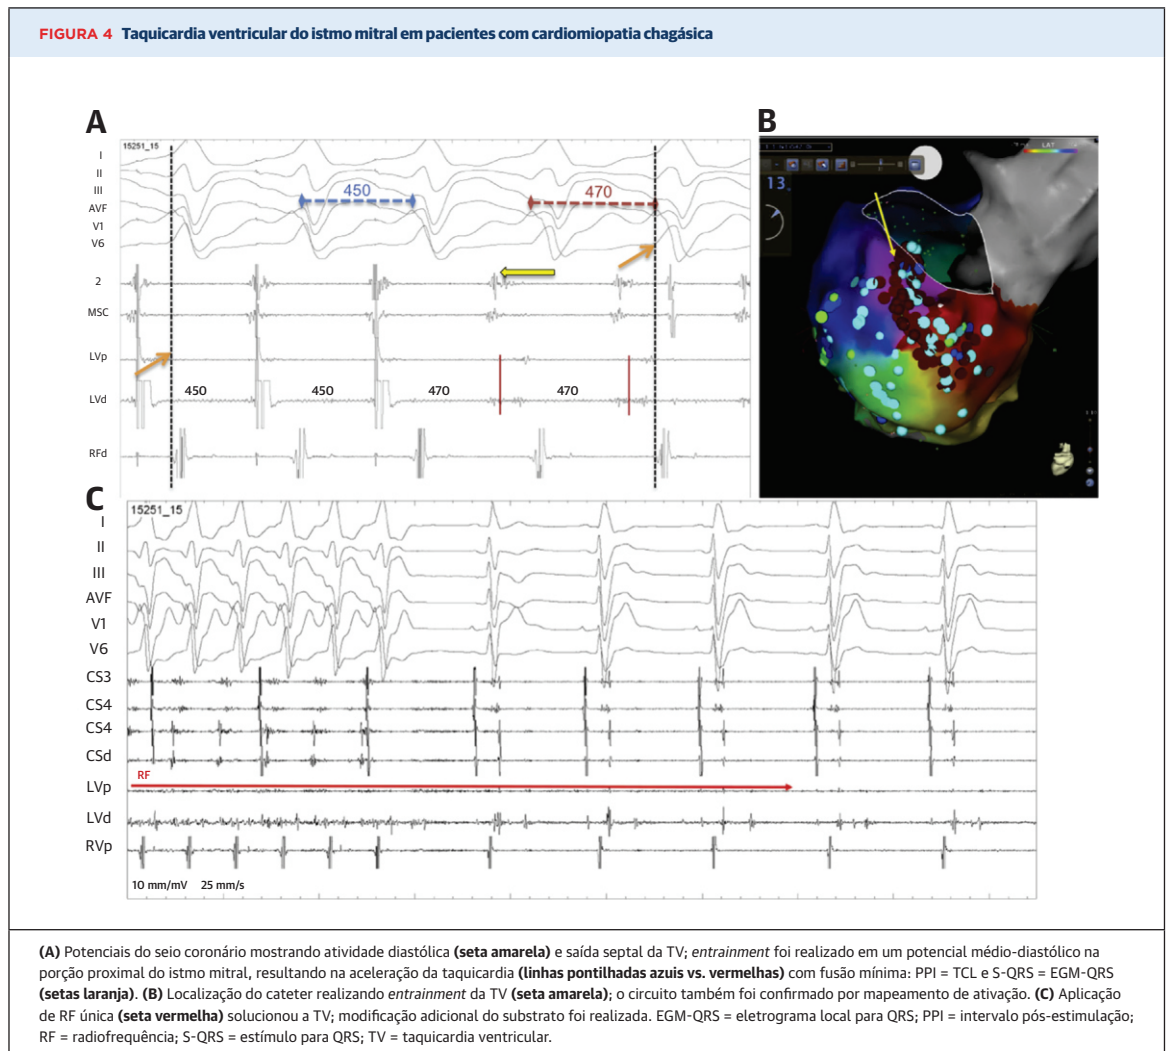 FIGURA 4 Taquicardia ventricular do istmo mitral em pacientes com cardiomiopatia chagásica
A
15251_15
I
II
III
AVF
V1
V6
2
MSC
LVp
LVd
RFd
450
470
450
450
470
470
B
LAT
13
C
15251_15
I
II
III
AVF
V1
V6
CS3
CS4
CS4
CSd
RF
LVp
LVd
RVp
10 mm/mV 25 mm/s
(A) Potenciais do seio coronário mostrando atividade diastólica (seta amarela) e saída septal da TV; entrainment foi realizado em um potencial médio-diastólico na
porção proximal do istmo mitral, resultando na aceleração da taquicardia (linhas pontilhadas azuis vs. vermelhas) com fusão mínima: PPI = TCL e S-QRS = EGM-QRS
(setas laranja). (B) Localização do cateter realizando entrainment da TV (seta amarela); o circuito também foi confirmado por mapeamento de ativação. (C) Aplicação
de RF única (seta vermelha) solucionou a TV; modificação adicional do substrato foi realizada. EGM-QRS = eletrograma local para QRS; PPI = intervalo pós-estimulação;
RF = radiofrequência; S-QRS = estímulo para QRS; TV = taquicardia ventricular.